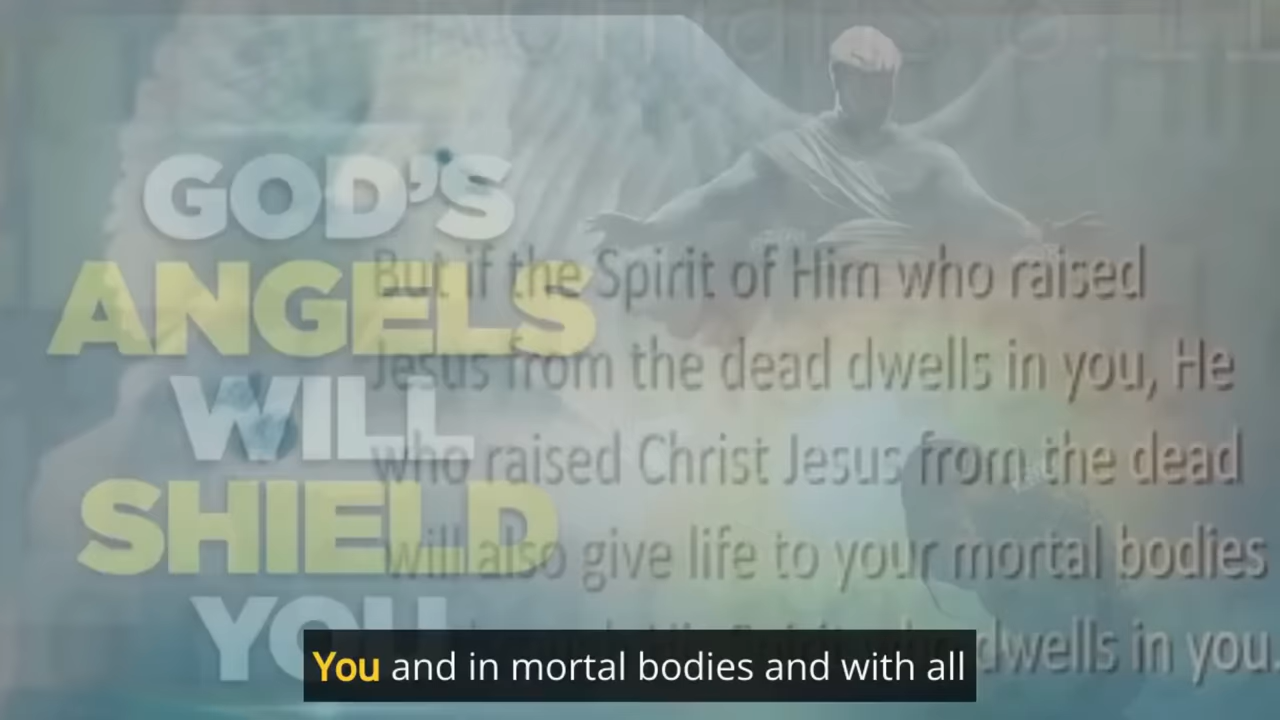 GOD'S
ANGELS
WILL
SHIELD
YOU
But if the Spirit of Him who raised
Jesus from the dead dwells in you, He
who raised Christ Jesus from the dead
will also give life to your mortal bodies
dwells in you.
You and in mortal bodies and with all